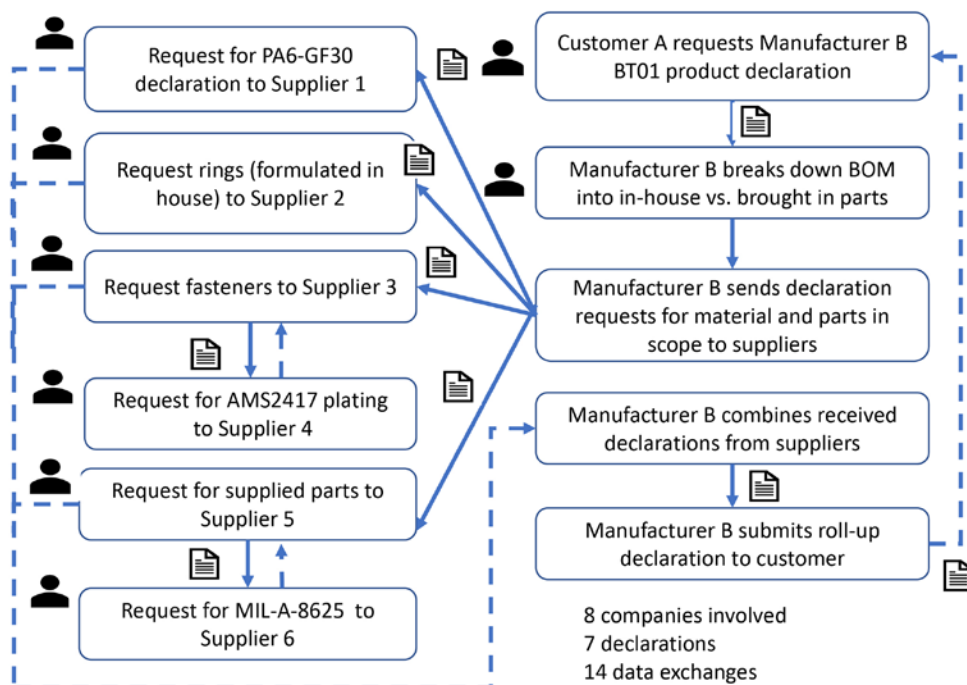 Request for PA6-GF30
declaration to Supplier 1
Request rings (formulated in
house) to Supplier 2
Request fasteners to Supplier 3
Request for AMS2417 plating
to Supplier 4
Request for supplied parts to
Supplier 5
Request for MIL-A-8625 to
Supplier 6
Customer A requests Manufacturer B
BT01 product declaration
Manufacturer B breaks down BOM
into in-house vs. brought in parts
Manufacturer B sends declaration
requests for material and parts in
scope to suppliers
Manufacturer B combines received
declarations from suppliers
Manufacturer B submits roll-up
declaration to customer
8 companies involved
7 declarations
14 data exchanges